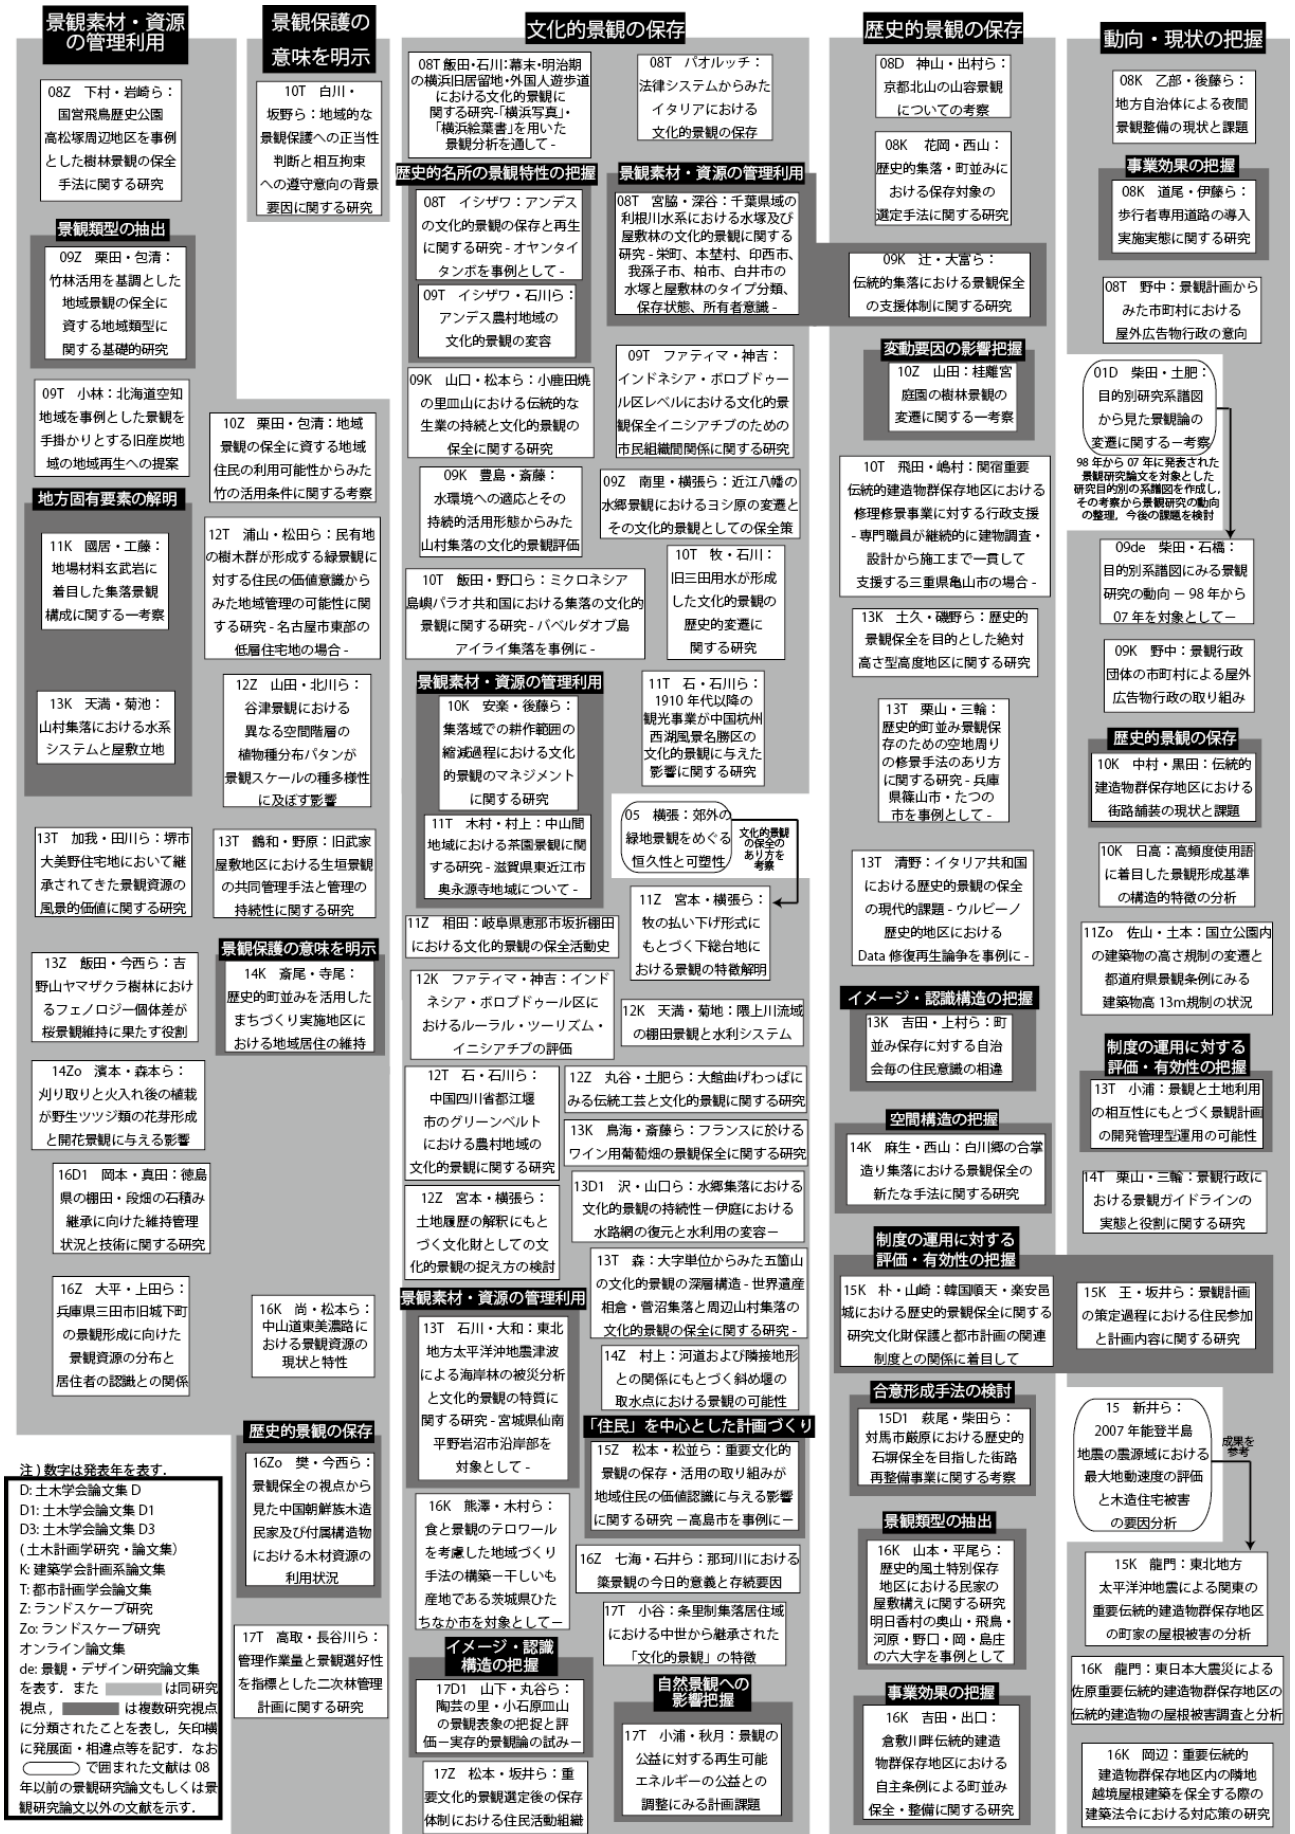 景観素材・資源
の管理利用
08Z 下村・岩崎ら：
国営飛鳥歴史公園
高松塚周辺地区を事例
とした樹林景観の保全
手法に関する研究
景観類型の抽出
09Z 栗田・包清：
竹林活用を基調とした
地域景観の保全に
資する地域類型に
関する基礎的研究
09T 小林：北海道空知
地域を事例とした景観を
手掛かりとする旧産炭地
域の地域再生への提案
地方固有要素の解明
11K 國居・工藤：
地場材料玄武岩に
着目した集落景観
構成に関する一考察
13K 天満・菊池：
山村集落における水系
システムと屋敷立地
13T 加我・田川ら：堺市
大美野住宅地において継
承されてきた景観資源の
風景的価値に関する研究
13Z 飯田・今西ら：吉
野山ヤマザクラ樹林におけ
るフェノロジー個体差が
桜景観維持に果たす役割
14Zo 濱本・森本ら：
刈り取りと火入れ後の植栽
が野生ツツジ類の花芽形成
と開花景観に与える影響
16D1 岡本・真田：徳島
県の棚田・段畑の石積み
継承に向けた維持管理
状況と技術に関する研究
16Z 大平・上田ら：
兵庫県三田市旧城下町
の景観形成に向けた
景観資源の分布と
居住者の認識との関係
注）数字は発表年を表す．
D: 土木学会論文集 D
D1: 土木学会論文集 D1
D3: 土木学会論文集 D3
(土木計画学研究・論文集)
K: 建築学会計画系論文集
T: 都市計画学会論文集
Z: ランドスケープ研究
Zo: ランドスケープ研究
オンライン論文集
de: 景観・デザイン研究論文集
を表す．また は同研究
視点， は複数研究視点
に分類されたことを表し，矢印横
に発展面・相違点等を記す．なお
で囲まれた文献は 08
年以前の景観研究論文もしくは景
観研究論文以外の文献を示す．
景観保護の
意味を明示
10T 白川・
坂野ら：地域的な
景観保護への正当性
判断と相互拘束
への遵守意向の背景
要因に関する研究
10Z 栗田・包清：地域
景観の保全に資する地域
住民の利用可能性からみた
竹の活用条件に関する考察
12T 浦山・松田ら：民有地
の樹木群が形成する緑景観に
対する住民の価値意識から
みた地域管理の可能性に関
する研究 - 名古屋市東部の
低層住宅地の場合 -
12Z 山田・北川ら：
谷津景観における
異なる空間階層の
植物種分布パタンが
景観スケールの種多様性
に及ぼす影響
13T 鶴和・野原：旧武家
屋敷地区における生垣景観
の共同管理手法と管理の
持続性に関する研究
景観保護の意味を明示
14K 斎尾・寺尾：
歴史的町並みを活用した
まちづくり実施地区に
おける地域居住の維持
16K 尚・松本ら：
中山道東美濃路に
おける景観資源の
現状と特性
歴史的景観の保存
16Zo 樊・今西ら：
景観保全の視点から
見た中国朝鮮族木造
民家及び付属構造物
における木材資源の
利用状況
17T 高取・長谷川ら：
管理作業量と景観選好性
を指標とした二次林管理
計画に関する研究
文化的景観の保存
08T 飯田・石川：幕末・明治期
の横浜旧居留地・外国人遊歩道
における文化的景観に
関する研究-「横浜写真」・
「横浜絵葉書」を用いた
景観分析を通して -
歴史的名所の景観特性の把握
08T イシザワ：アンデス
の文化的景観の保存と再生
に関する研究 - オヤンタイ
タンボを事例として -
09T イシザワ・石川ら：
アンデス農村地域の
文化的景観の変容
09K 山口・松本ら：小鹿田焼
の里皿山における伝統的な
生業の持続と文化的景観の
保全に関する研究
09K 豊島・斎藤：
水環境への適応とその
持続的活用形態からみた
山村集落の文化的景観評価
10T 飯田・野口ら：ミクロネシア
島嶼パラオ共和国における集落の文化的
景観に関する研究 - バベルダオブ島
アイライ集落を事例に -
景観素材・資源の管理利用
10K 安楽・後藤ら：
集落域での耕作範囲の
縮減過程における文化
的景観のマネジメント
に関する研究
11T 木村・村上：中山間
地域における茶園景観に関
する研究 - 滋賀県東近江市
奥永源寺地域について -
11Z 相田：岐阜県恵那市坂折棚田
における文化的景観の保全活動史
12K ファティマ・神吉：インド
ネシア・ボロブドゥール区に
おけるルーラル・ツーリズム・
イニシアチブの評価
12T 石・石川ら：
中国四川省都江堰
市のグリーンベルト
における農村地域の
文化的景観に関する研究
12Z 宮本・横張ら：
土地履歴の解釈にもと
づく文化財としての文
化的景観の捉え方の検討
景観素材・資源の管理利用
13T 石川・大和：東北
地方太平洋沖地震津波
による海岸林の被災分析
と文化的景観の特質に
関する研究 - 宮城県仙南
平野岩沼市沿岸部を
対象として -
16K 熊澤・木村ら：
食と景観のテロワール
を考慮した地域づくり
手法の構築－干しいも
産地である茨城県ひた
ちなか市を対象として－
イメージ・認識
構造の把握
17D1 山下・丸谷ら：
陶芸の里・小石原皿山
の景観表象の把捉と評
価－実存的景観論の試み－
17Z 松本・坂井ら：重
要文化的景観選定後の保存
体制における住民活動組織
08T パオルッチ：
法律システムからみた
イタリアにおける
文化的景観の保存
景観素材・資源の管理利用
08T 宮脇・深谷：千葉県域の
利根川水系における水塚及び
屋敷林の文化的景観に関する
研究 - 栄町、本埜村、印西市、
我孫子市、柏市、白井市の
水塚と屋敷林のタイプ分類、
保存状態、所有者意識 -
09T ファティマ・神吉：
インドネシア・ボロブドゥー
ル区レベルにおける文化的景
観保全イニシアチブのための
市民組織間関係に関する研究
09Z 南里・横張ら：近江八幡の
水郷景観におけるヨシ原の変遷と
その文化的景観としての保全策
10T 牧・石川：
旧三田用水が形成
した文化的景観の
歴史的変遷に
関する研究
11T 石・石川ら：
1910 年代以降の
観光事業が中国杭州
西湖風景名勝区の
文化的景観に与えた
影響に関する研究
05 横張：郊外の
緑地景観をめぐる
恒久性と可塑性
文化的景観
の保全の
あり方を
考察
11Z 宮本・横張ら：
牧の払い下げ形式に
もとづく下総台地に
おける景観の特徴解明
12K 天満・菊地：隈上川流域
の棚田景観と水利システム
12Z 丸谷・土肥ら：大館曲げわっぱに
みる伝統工芸と文化的景観に関する研究
13K 鳥海・斎藤ら：フランスに於ける
ワイン用葡萄畑の景観保全に関する研究
13D1 沢・山口ら：水郷集落における
文化的景観の持続性－伊庭における
水路網の復元と水利用の変容－
13T 森：大字単位からみた五箇山
の文化的景観の深層構造 - 世界遺産
相倉・菅沼集落と周辺山村集落の
文化的景観の保全に関する研究 -
14Z 村上：河道および隣接地形
との関係にもとづく斜め堰の
取水点における景観の可能性
「住民」を中心とした計画づくり
15Z 松本・松並ら：重要文化的
景観の保存・活用の取り組みが
地域住民の価値認識に与える影響
に関する研究 －高島市を事例に－
16Z 七海・石井ら：那珂川における
簗景観の今日的意義と存続要因
17T 小谷：条里制集落居住域
における中世から継承された
「文化的景観」の特徴
自然景観への
影響把握
17T 小浦・秋月：景観の
公益に対する再生可能
エネルギーの公益との
調整にみる計画課題
歴史的景観の保存
08D 神山・出村ら：
京都北山の山容景観
についての考察
08K 花岡・西山：
歴史的集落・町並みに
おける保存対象の
選定手法に関する研究
09K 辻・大富ら：
伝統的集落における景観保全
の支援体制に関する研究
変動要因の影響把握
10Z 山田：桂離宮
庭園の樹林景観の
変遷に関する一考察
10T 飛田・嶋村：関宿重要
伝統的建造物群保存地区における
修理修景事業に対する行政支援
- 専門職員が継続的に建物調査・
設計から施工まで一貫して
支援する三重県亀山市の場合 -
13K 土久・磯野ら：歴史的
景観保全を目的とした絶対
高さ型高度地区に関する研究
13T 栗山・三輪：
歴史的町並み景観保
存のための空地周り
の修景手法のあり方
に関する研究 - 兵庫
県篠山市・たつの
市を事例として -
13T 清野：イタリア共和国
における歴史的景観の保全
の現代的課題 - ウルビーノ
歴史的地区における
Data 修復再生論争を事例に -
イメージ・認識構造の把握
13K 吉田・上村ら：町
並み保存に対する自治
会毎の住民意識の相違
空間構造の把握
14K 麻生・西山：白川郷の合掌
造り集落における景観保全の
新たな手法に関する研究
制度の運用に対する
評価・有効性の把握
15K 朴・山崎：韓国順天・楽安邑
城における歴史的景観保全に関する
研究文化財保護と都市計画の関連
制度との関係に着目して
合意形成手法の検討
15D1 萩尾・柴田ら：
対馬市厳原における歴史的
石塀保全を目指した街路
再整備事業に関する考察
景観類型の抽出
16K 山本・平尾ら：
歴史的風土特別保存
地区における民家の
屋敷構えに関する研究
明日香村の奥山・飛鳥・
河原・野口・岡・島庄
の六大字を事例として
事業効果の把握
16K 吉田・出口：
倉敷川畔伝統的建造
物群保存地区における
自主条例による町並み
保全・整備に関する研究
動向・現状の把握
08K 乙部・後藤ら：
地方自治体による夜間
景観整備の現状と課題
事業効果の把握
08K 道尾・伊藤ら：
歩行者専用道路の導入
実施実態に関する研究
08T 野中：景観計画から
みた市町村における
屋外広告物行政の意向
01D 柴田・土肥：
目的別研究系譜図
から見た景観論の
変遷に関する－考察
98 年から 07 年に発表された
景観研究論文を対象とした
研究目的別の系譜図を作成し，
その考察から景観研究の動向
の整理，今後の課題を検討
09de 柴田・石橋：
目的別系譜図にみる景観
研究の動向 － 98 年から
07 年を対象として－
09K 野中：景観行政
団体の市町村による屋外
広告物行政の取り組み
歴史的景観の保存
10K 中村・黒田：伝統的
建造物群保存地区における
街路舗装の現状と課題
10K 日高：高頻度使用語
に着目した景観形成基準
の構造的特徴の分析
11Zo 佐山・土本：国立公園内
の建築物の高さ規制の変遷と
都道府県景観条例にみる
建築物高 13m規制の状況
制度の運用に対する
評価・有効性の把握
13T 小浦：景観と土地利用
の相互性にもとづく景観計画
の開発管理型運用の可能性
14T 栗山・三輪：景観行政に
おける景観ガイドラインの
実態と役割に関する研究
15K 王・坂井ら：景観計画
の策定過程における住民参加
と計画内容に関する研究
15 新井ら：
2007 年能登半島
地震の震源域における
最大地動速度の評価
と木造住宅被害
の要因分析
成果を
参考
15K 龍門：東北地方
太平洋沖地震による関東の
重要伝統的建造物群保存地区
の町家の屋根被害の分析
16K 龍門：東日本大震災による
佐原重要伝統的建造物群保存地区の
伝統的建造物の屋根被害調査と分析
16K 岡辺：重要伝統的
建造物群保存地区内の隣地
越境屋根建築を保全する際の
建築法令における対応策の研究